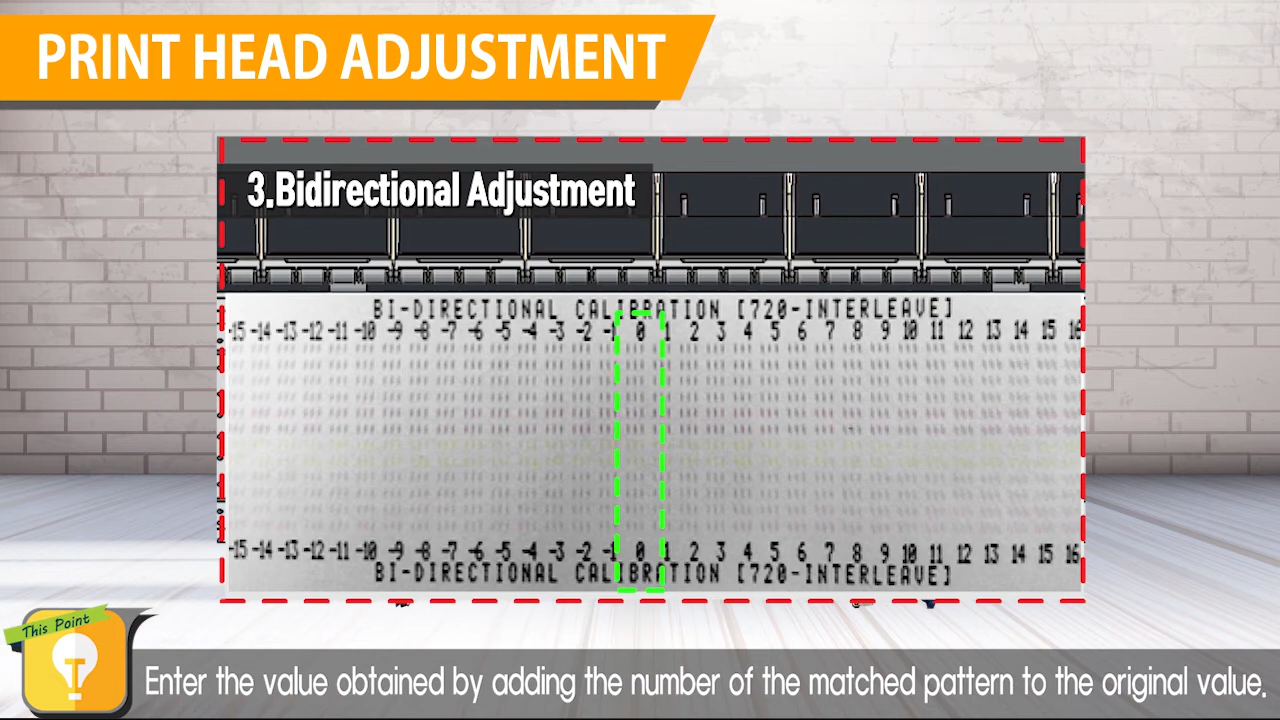 PRINT HEAD ADJUSTMENT
3.Bidirectional Adjustment
BI-DIRECTIONAL CALIBRATION [720-INTERLEAVE]
-15 -14 -13 -12 -11 -10 -9 -8 -7 -6 -5 -4 -3 -2 -1 0 1 2 3 4 5 6 7 8 9 10 11 12 13 14 15 16
-15 -14 -13 -12 -11 -10 -9 -8 -7 -6 -5 -4 -3 -2 -1 0 1 2 3 4 5 6 7 8 9 10 11 12 13 14 15 16
BI-DIRECTIONAL CALIBRATION [720-INTERLEAVE]
This Point
Enter the value obtained by adding the number of the matched pattern to the original value.